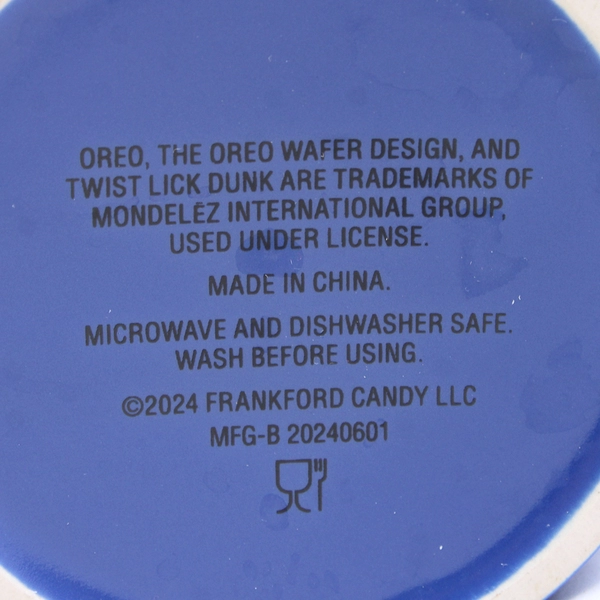 OREO, THE OREO WAFER DESIGN, AND
TWIST LICK DUNK ARE TRADEMARKS OF
MONDELĒZ INTERNATIONAL GROUP,
USED UNDER LICENSE.
MADE IN CHINA.
MICROWAVE AND DISHWASHER SAFE.
WASH BEFORE USING.
©2024 FRANKFORD CANDY LLC
MFG-B 20240601